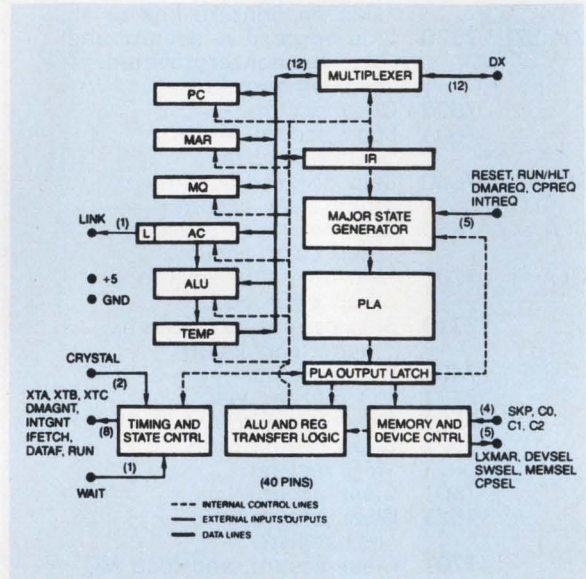 (12)
MULTIPLEXER
(12)
DX
PC
MAR
IR
MQ
RESET, RUN/HLT
DMAREQ, CPREQ
INTREQ
(5)
LINK
(1)
L
AC
MAJOR STATE
GENERATOR
+5
GND
ALU
PLA
TEMP
CRYSTAL
(2)
PLA OUTPUT LATCH
XTA, XTB, XTC
DMAGNT,
INTGNT
IFETCH,
DATAF, RUN
(8)
TIMING AND
STATE CNTRL
ALU AND REG
TRANSFER LOGIC
MEMORY AND
DEVICE CNTRL
(4)
SKP, C0,
C1, C2
(5)
LXMAR, DEVSEL
SWSEL, MEMSEL
CPSEL
(1)
WAIT
(40 PINS)
INTERNAL CONTROL LINES
EXTERNAL INPUTS/OUTPUTS
DATA LINES